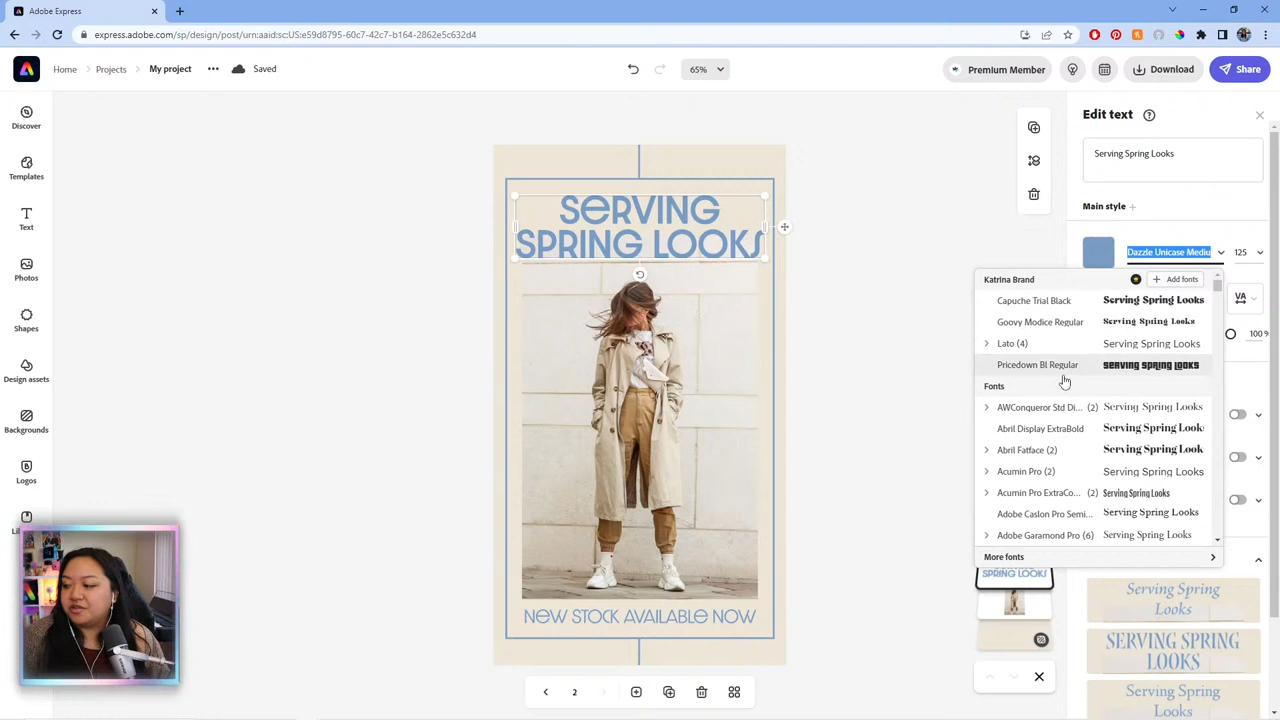 Adobe Express
express.adobe.com/sp/design/post/urn:aaid:sc:US:e59d8795-60c7-42c7-b164-2862e5c632d4
Home
Projects
My project
Saved
65%
Premium Member
Download
Share
Discover
Templates
Text
Photos
Shapes
Design assets
Backgrounds
Logos
SeRVING
SPRING LOOKS
NeW STOCK AVAILABLe NOW
2
Edit text
Serving Spring Looks
Main style
Dazzle Unicase Mediu
125
Katrina Brand
Add fonts
Capuche Trial Black Serving Spring Looks
Goovy Modice Regular Serving Spring Looks
Lato (4) Serving Spring Looks
Pricedown Bl Regular Serving Spring Looks
Fonts
AWConqueror Std Di... (2) Serving Spring Looks
Abril Display ExtraBold Serving Spring Look
Abril Fatface (2) Serving Spring Look
Acumin Pro (2) Serving Spring Looks
Acumin Pro ExtraCo... (2) Serving Spring Looks
Adobe Caslon Pro Semi... Serving Spring Looks
Adobe Garamond Pro (6) Serving Spring Looks
More fonts
VA
100 %
SPRING LOOKS
Serving Spring
Looks
SERVING SPRING
LOOKS
Serving Spring
Looks